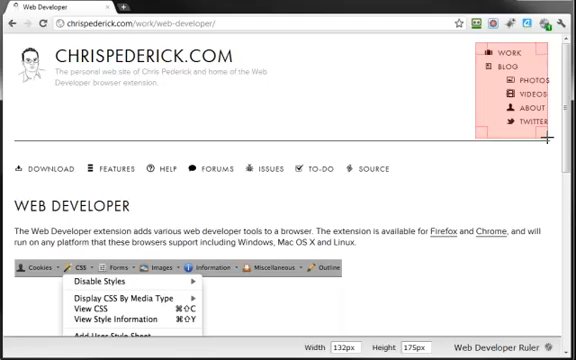 Web Developer
chrispederick.com/work/web-developer/
CHRISPEDERICK.COM
The personal web site of Chris Pederick and home of the Web
Developer browser extension
WORK
BLOG
PHOTOS
VIDEOS
ABOUT
TWITTER
DOWNLOAD FEATURES HELP FORUMS ISSUES TO-DO SOURCE
WEB DEVELOPER
The Web Developer extension adds various web developer tools to a browser. The extension is available for Firefox and Chrome, and will
run on any platform that these browsers support including Windows, Mac OS X and Linux.
Cookies CSS Forms Images Information Miscellaneous Outline
Disable Styles
Display CSS By Media Type
View CSS ⌘⇧C
View Style Information ⌘⇧Y
Add User Style Sheet
Width 132px Height 175px Web Developer Ruler